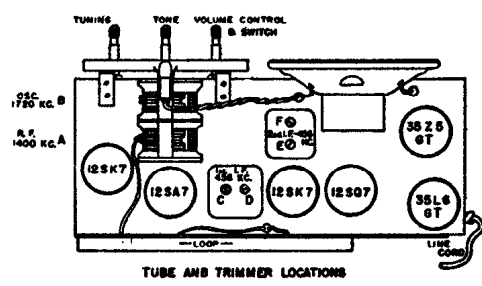 TUNING TONE VOLUME CONTROL
& SWITCH
OSC. B
1720 KC.
R.F. A
1400 KC.
F
2nd I.F.-456
KC.
E
35Z5
GT
12SK7
12SA7
1st I.F.
456 KC.
C D
12SK7
12SQ7
35L6
GT
LOOP
LINE
CORD
TUBE AND TRIMMER LOCATIONS